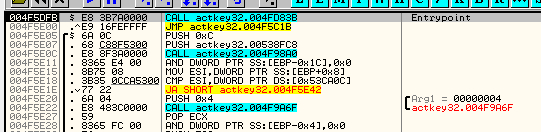 004F5DFB $ E8 3B7A0000 CALL actkey32.004FD83B Entrypoint
004F5E00 .^E9 16FEFFFF JMP actkey32.004F5C1B
004F5E05 $ 6A 0C PUSH 0xC
004F5E07 . 68 C88F5300 PUSH actkey32.00538FC8
004F5E0C . E8 8F3A0000 CALL actkey32.004F98A0
004F5E11 . 8365 E4 00 AND DWORD PTR SS:[EBP-0x1C],0x0
004F5E15 . 8B75 08 MOV ESI,DWORD PTR SS:[EBP+0x8]
004F5E18 . 3B35 0CCA5300 CMP ESI,DWORD PTR DS:[0x53CA0C]
004F5E1E .v77 22 JA SHORT actkey32.004F5E42
004F5E20 . 6A 04 PUSH 0x4 Arg1 = 00000004
004F5E22 . E8 483C0000 CALL actkey32.004F9A6F actkey32.004F9A6F
004F5E27 . 59 POP ECX
004F5E28 . 8365 FC 00 AND DWORD PTR SS:[EBP-0x4],0x0